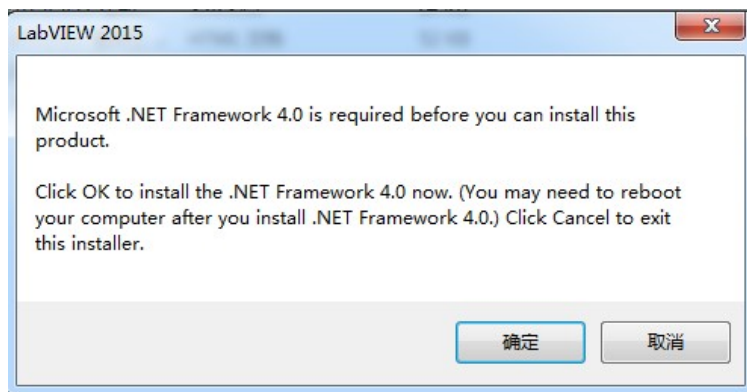 LabVIEW 2015
Microsoft .NET Framework 4.0 is required before you can install this
product.
Click OK to install the .NET Framework 4.0 now. (You may need to reboot
your computer after you install .NET Framework 4.0.) Click Cancel to exit
this installer.
确定
取消